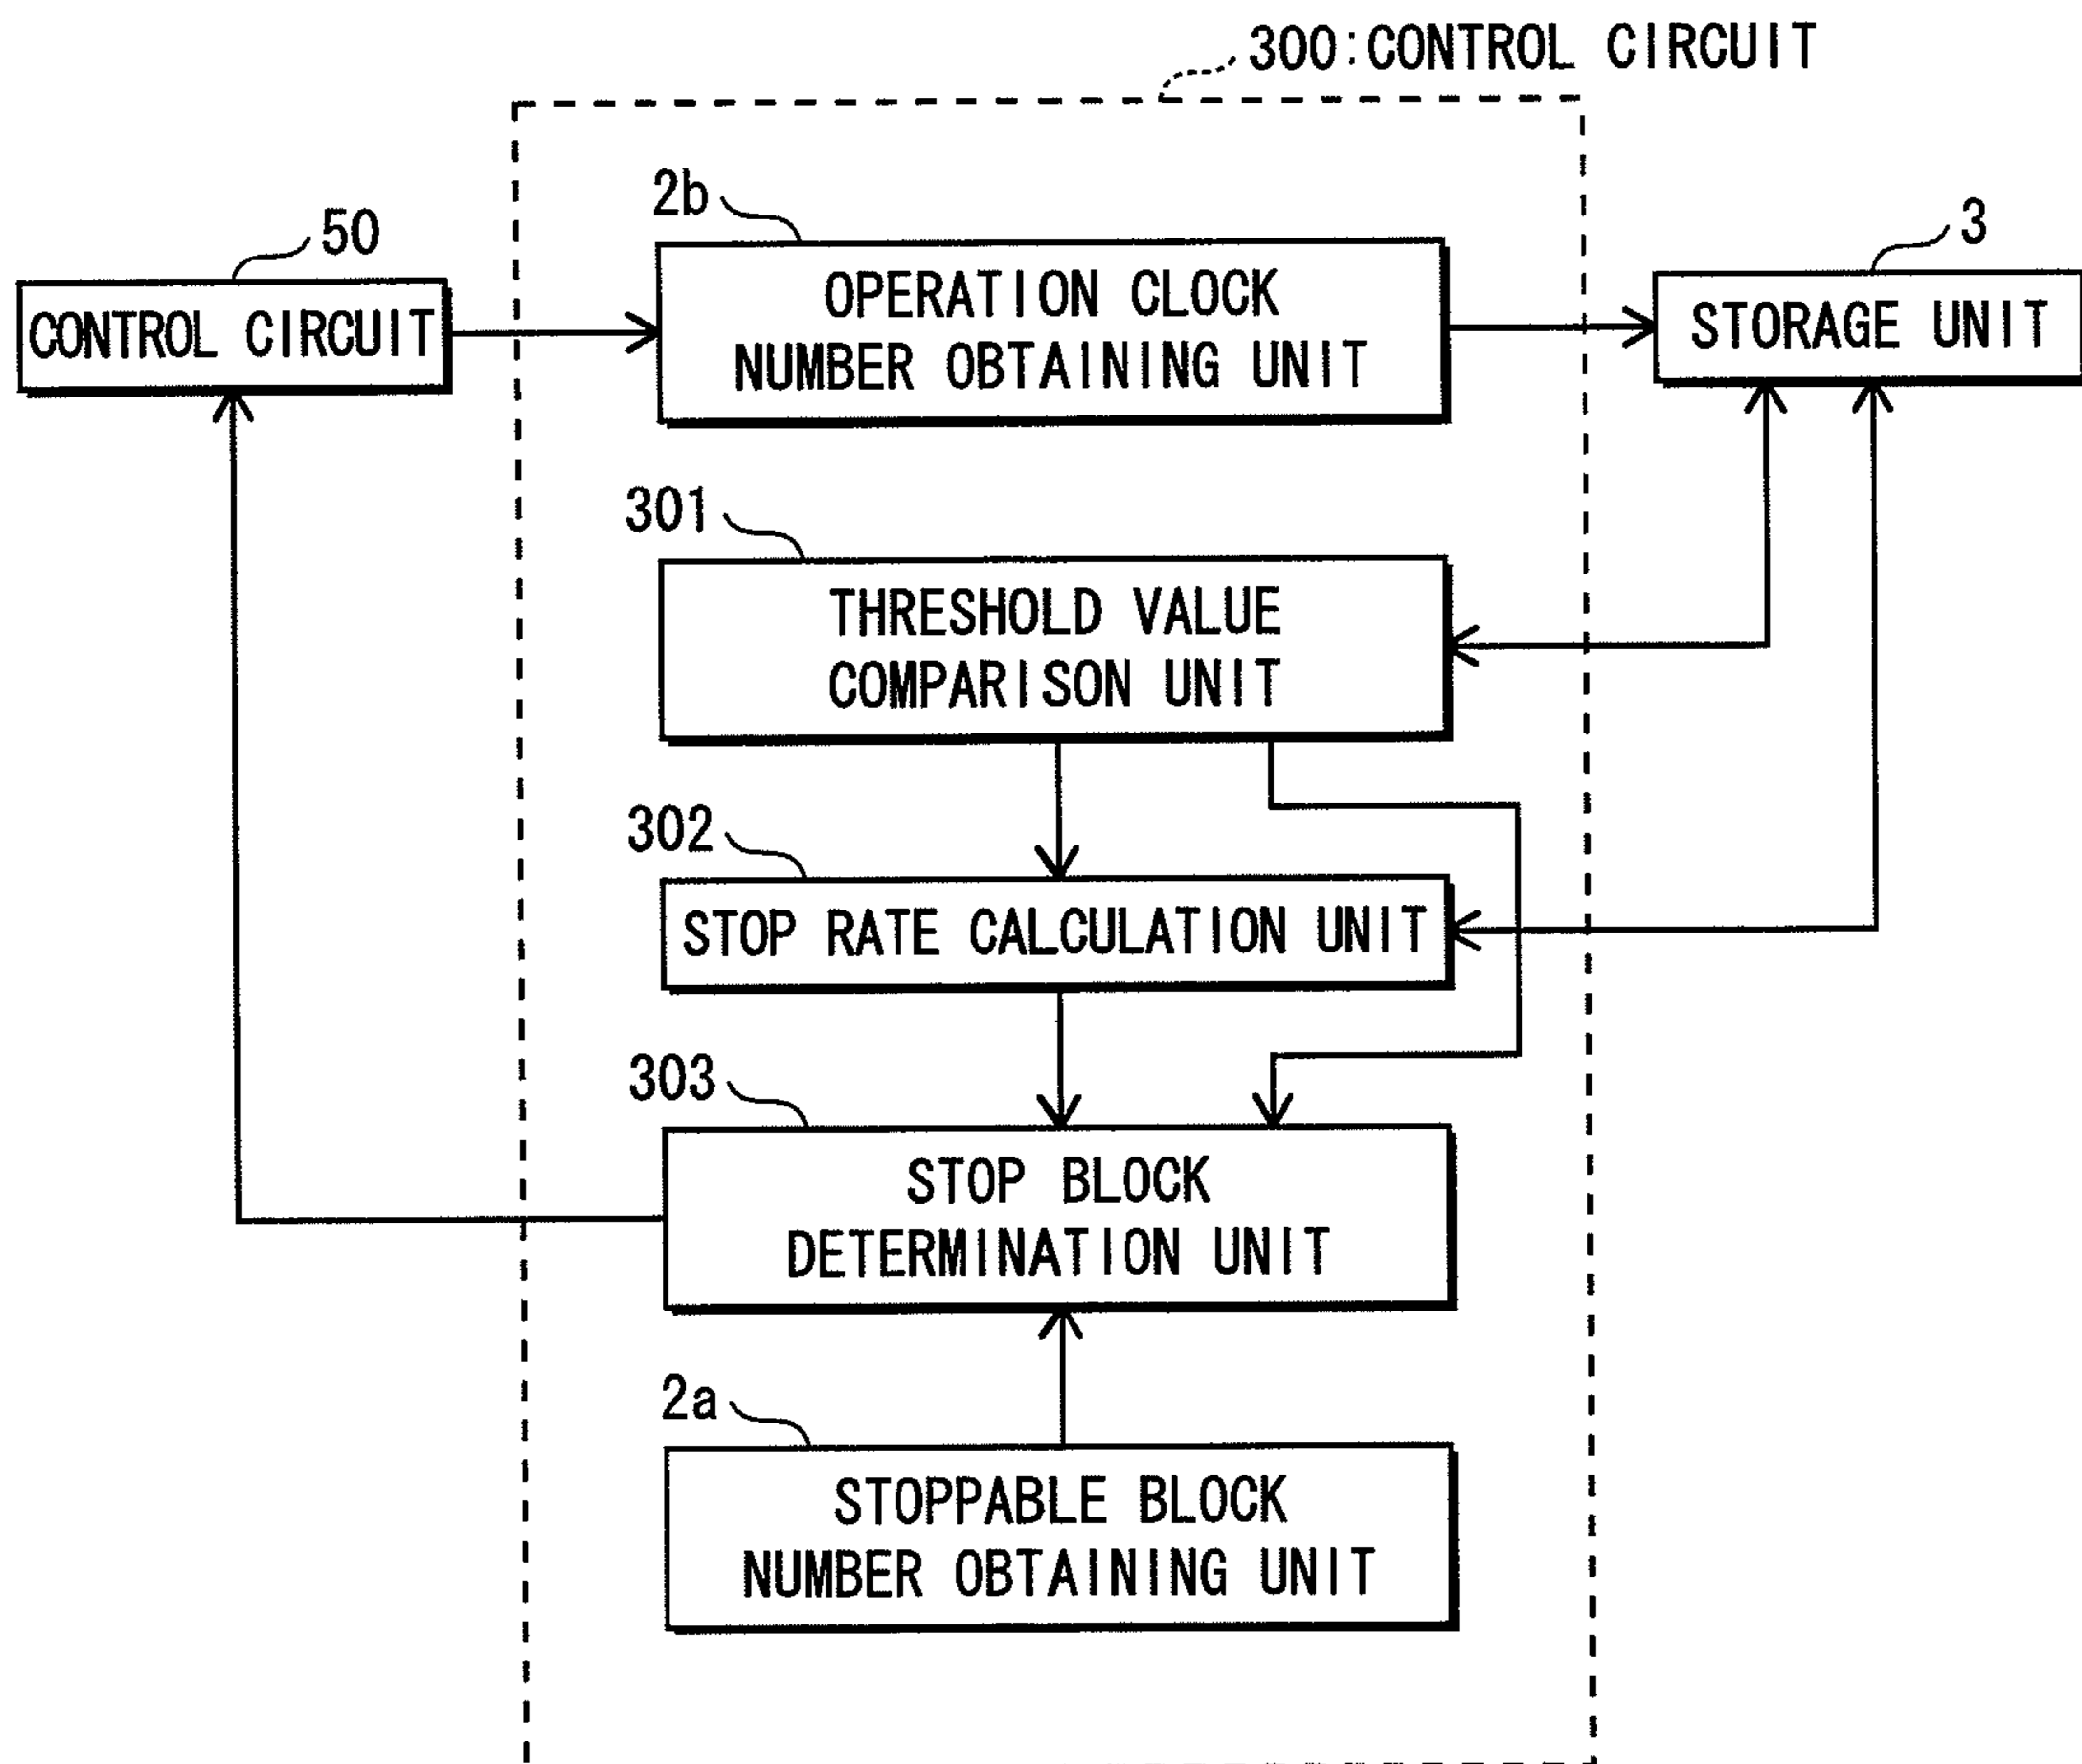 300:CONTROL CIRCUIT
2b
50
3
OPERATION CLOCK
NUMBER OBTAINING UNIT
CONTROL CIRCUIT
STORAGE UNIT
301
THRESHOLD VALUE
COMPARISON UNIT
302
STOP RATE CALCULATION UNIT
303
STOP BLOCK
DETERMINATION UNIT
2a
STOPPABLE BLOCK
NUMBER OBTAINING UNIT